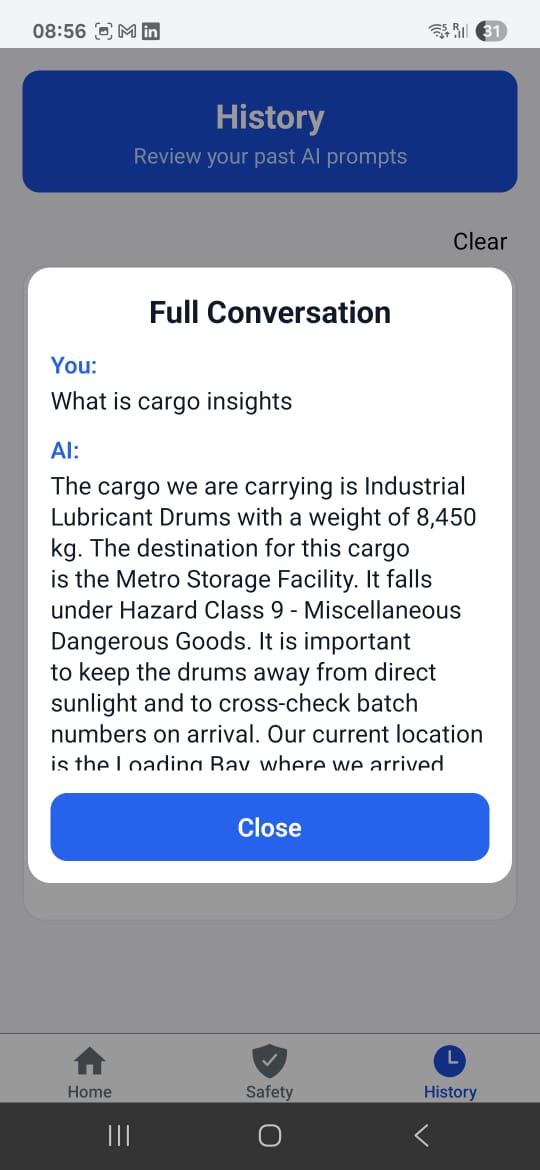 08:56
31
History
Review your past AI prompts
Clear
Full Conversation
You:
What is cargo insights
AI:
The cargo we are carrying is Industrial
Lubricant Drums with a weight of 8,450
kg. The destination for this cargo
is the Metro Storage Facility. It falls
under Hazard Class 9 - Miscellaneous
Dangerous Goods. It is important
to keep the drums away from direct
sunlight and to cross-check batch
numbers on arrival. Our current location
is the Loading Bay, where we arrived
Close
Home
Safety
History